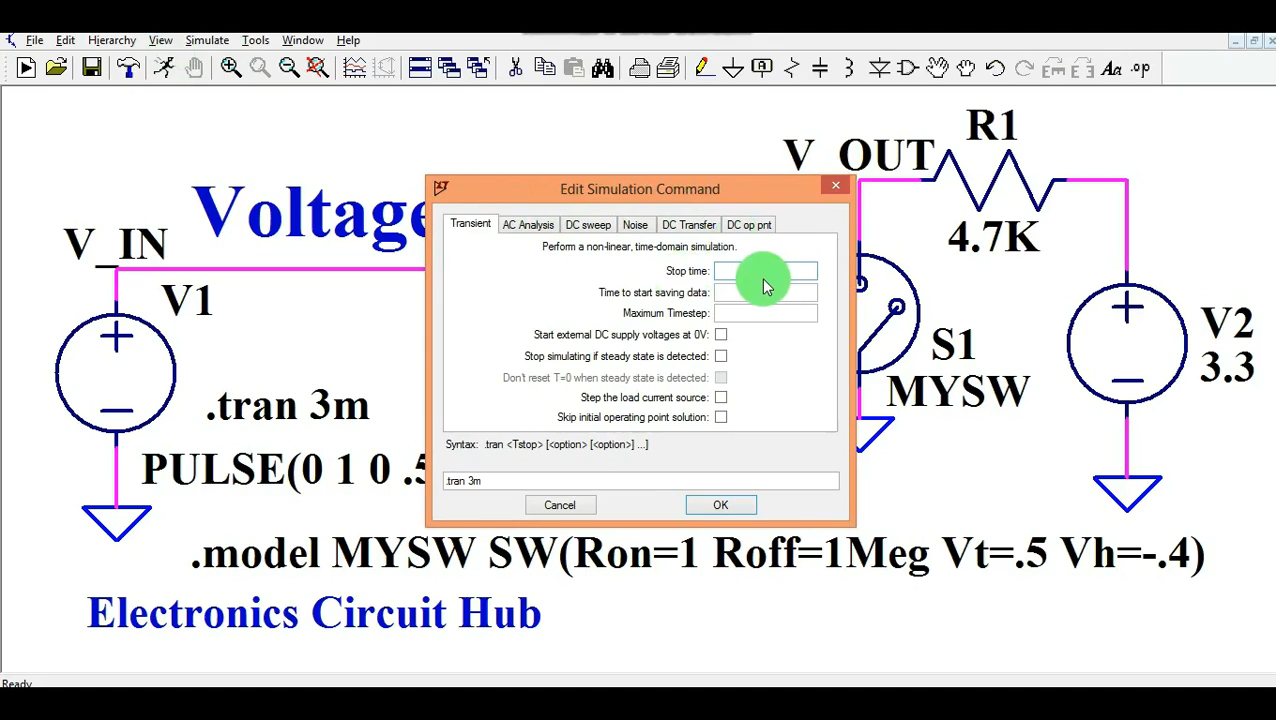 File Edit Hierarchy View Simulate Tools Window Help
Aa .op
Voltage
V_IN
V1
.tran 3m
PULSE(0 1 0 .5
V_OUT
R1
4.7K
S1
MYSW
V2
3.3
Edit Simulation Command
Transient AC Analysis DC sweep Noise DC Transfer DC op pnt
Perform a non-linear, time-domain simulation.
Stop time:
Time to start saving data:
Maximum Timestep:
Start external DC supply voltages at 0V:
Stop simulating if steady state is detected:
Don't reset T=0 when steady state is detected:
Step the load current source:
Skip initial operating point solution:
Syntax: .tran <Tstop> [<option> [<option>] ...]
.tran 3m
Cancel OK
.model MYSW SW(Ron=1 Roff=1Meg Vt=.5 Vh=-.4)
Electronics Circuit Hub
Ready